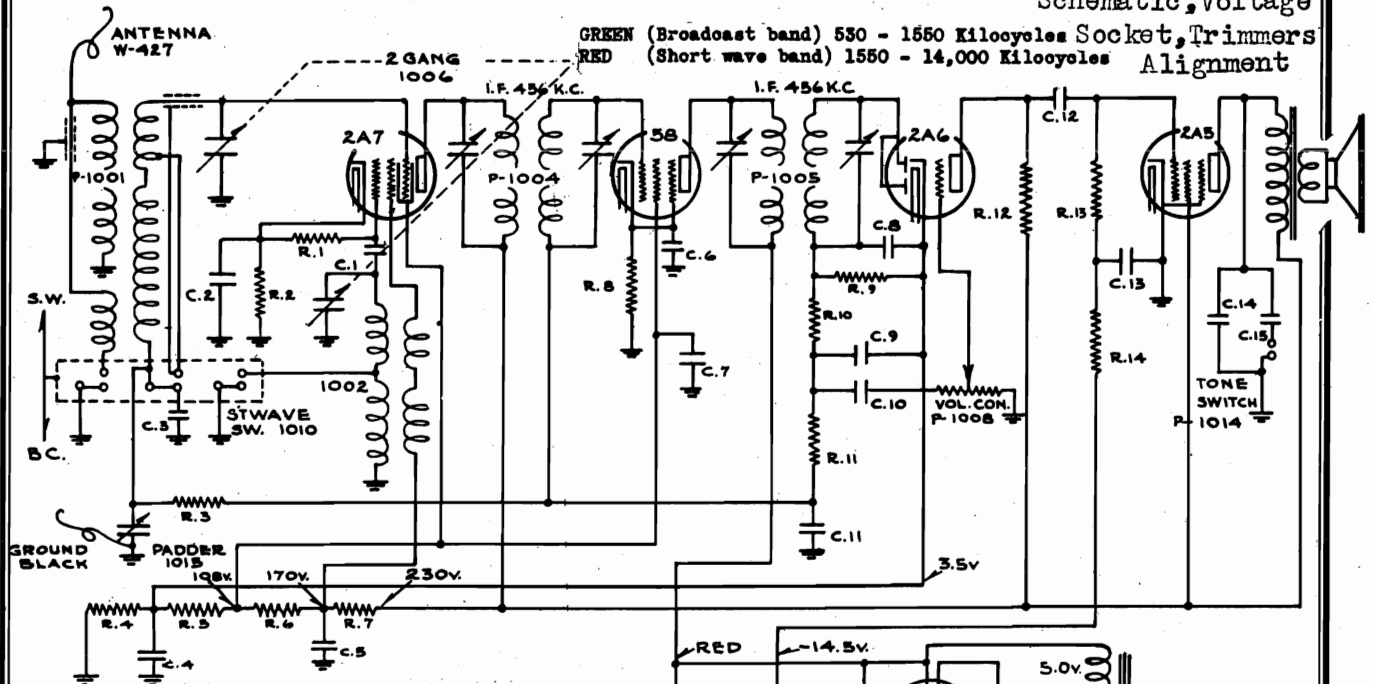 Schematic, Voltage
GREEN (Broadcast band) 530 - 1550 Kilocycles Socket, Trimmers
RED (Short wave band) 1550 - 14,000 Kilocycles Alignment
ANTENNA
W-427
2 GANG
1006
I.F. 456 K.C.
I.F. 456 K.C
2A7
58
2A6
2A5
C.12
P-1001
P-1004
P-1005
R.12
R.13
R.1
C.1
C.2
R.2
C.6
R.8
C.8
R.9
R.10
C.13
C.14
C.15
S.W.
C.9
C.7
R.14
1002
C.10
VOL. CON.
P-1008
TONE
SWITCH
P-1014
C.3
ST WAVE
SW. 1010
B.C.
R.11
R.3
C.11
GROUND
BLACK
PADDER
1013
198V.
170V.
230V.
3.5V
R.4
R.5
R.6
R.7
C.4
C.5
RED
-14.5V.
5.0V.